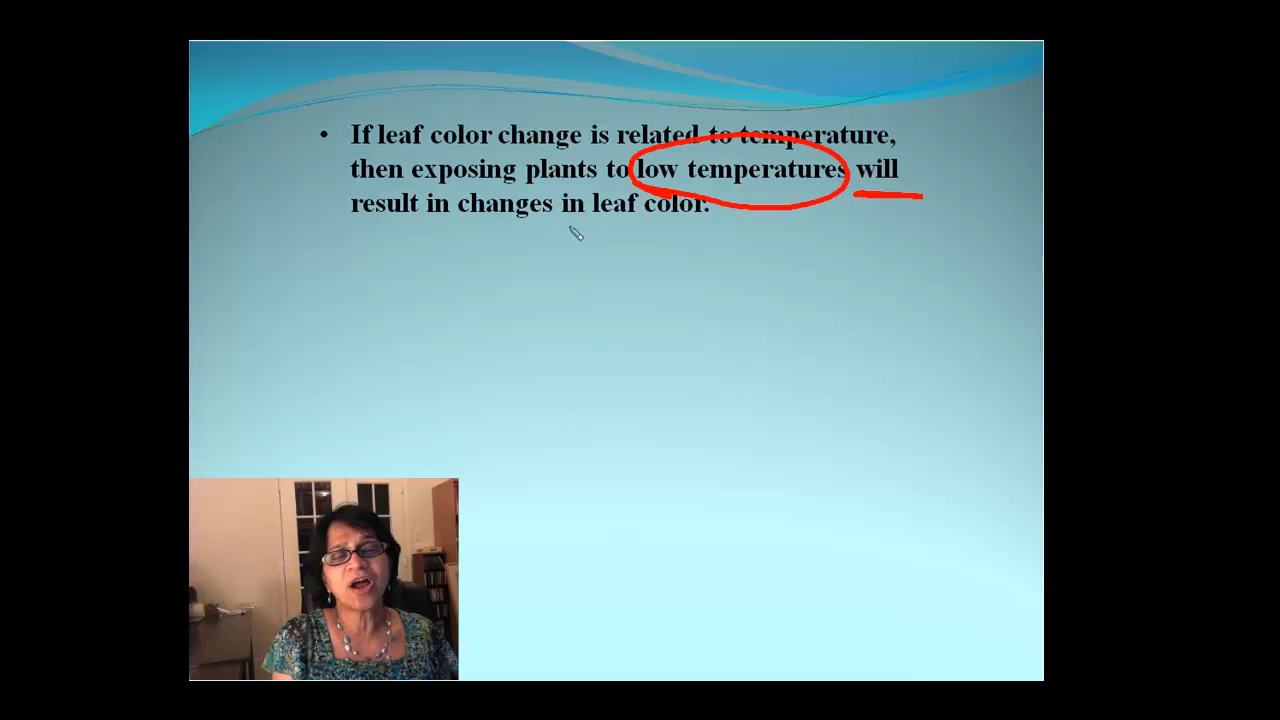 • If leaf color change is related to temperature,
then exposing plants to low temperatures will
result in changes in leaf color.